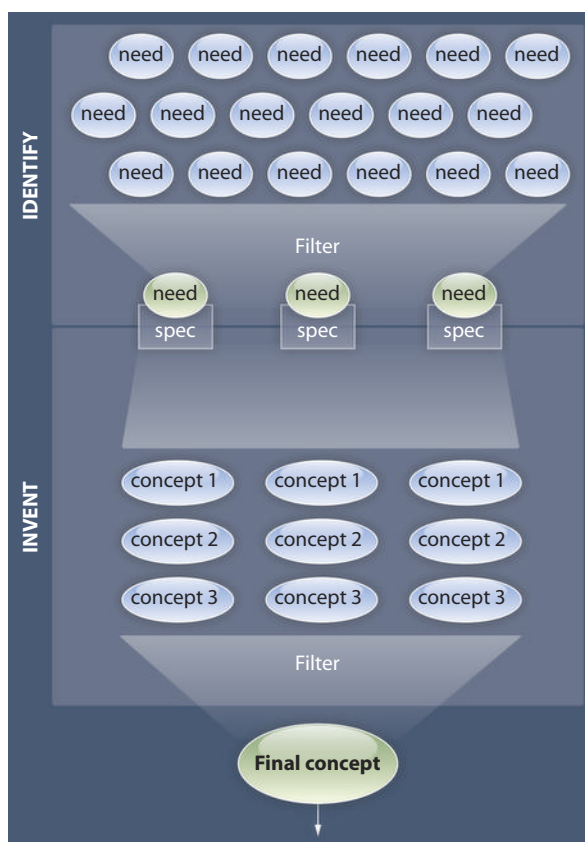 IDENTIFY
need need need need need need
need need need need need need
need need need need need need
Filter
need need need
spec spec spec
INVENT
concept 1 concept 1 concept 1
concept 2 concept 2 concept 2
concept 3 concept 3 concept 3
Filter
Final concept